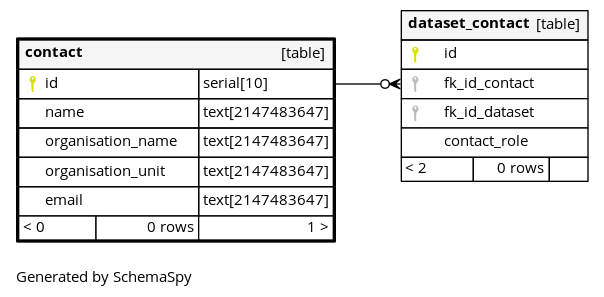 contact [table]
id serial[10]
name text[2147483647]
organisation_name text[2147483647]
organisation_unit text[2147483647]
email text[2147483647]
< 0 0 rows 1 >
dataset_contact [table]
id
fk_id_contact
fk_id_dataset
contact_role
< 2 0 rows
Generated by SchemaSpy